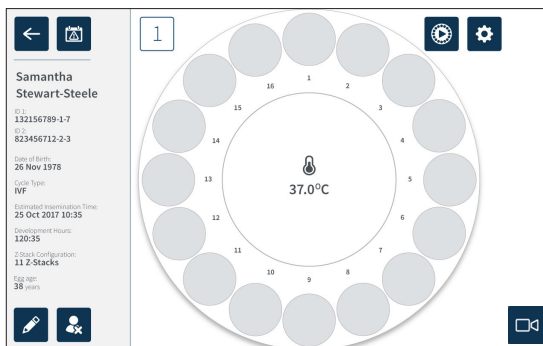 Samantha
Stewart-Steele
ID 1:
132156789-1-7
ID 2:
823456712-2-3
Date of Birth:
26 Nov 1978
Cycle Type:
IVF
Estimated Insemination Time:
25 Oct 2017 10:35
Development Hours:
120:35
Z-Stack Configuration:
11 Z-Stacks
Egg age:
38 years
1
1
2
3
4
5
6
7
8
9
10
11
12
13
14
15
16
37.0°C